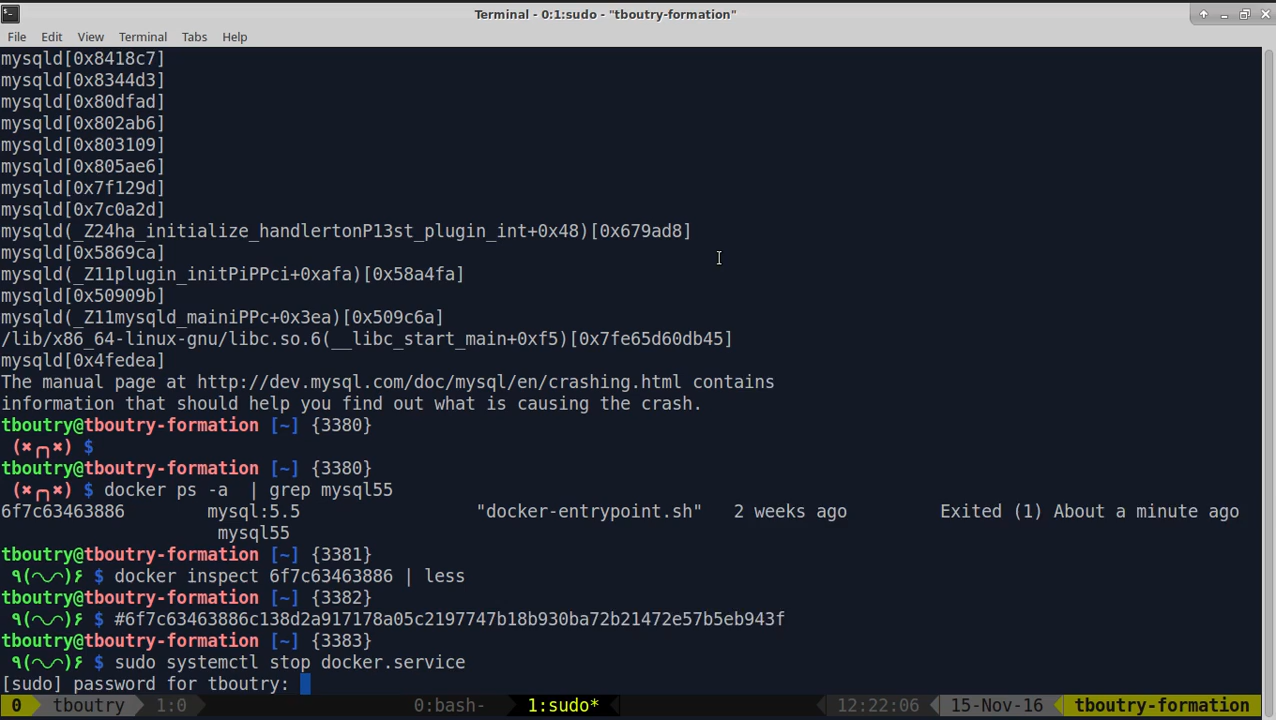 Terminal - 0:1:sudo - "tboutry-formation"
File Edit View Terminal Tabs Help
mysqld[0x8418c7]
mysqld[0x8344d3]
mysqld[0x80dfad]
mysqld[0x802ab6]
mysqld[0x803109]
mysqld[0x805ae6]
mysqld[0x7f129d]
mysqld[0x7c0a2d]
mysqld(_Z24ha_initialize_handlertonP13st_plugin_int+0x48)[0x679ad8]
mysqld[0x5869ca]
mysqld(_Z11plugin_initPiPPci+0xafa)[0x58a4fa]
mysqld[0x50909b]
mysqld(_Z11mysqld_mainiPPc+0x3ea)[0x509c6a]
/lib/x86_64-linux-gnu/libc.so.6(__libc_start_main+0xf5)[0x7fe65d60db45]
mysqld[0x4fedea]
The manual page at http://dev.mysql.com/doc/mysql/en/crashing.html contains
information that should help you find out what is causing the crash.
tboutry@tboutry-formation [~] {3380}
(✖╭╮✖) $
tboutry@tboutry-formation [~] {3380}
(✖╭╮✖) $ docker ps -a  | grep mysql55
6f7c63463886        mysql:5.5                 "docker-entrypoint.sh"   2 weeks ago         Exited (1) About a minute ago
mysql55
tboutry@tboutry-formation [~] {3381}
٩(◠◡◠)۶ $ docker inspect 6f7c63463886 | less
tboutry@tboutry-formation [~] {3382}
٩(◠◡◠)۶ $ #6f7c63463886c138d2a917178a05c2197747b18b930ba72b21472e57b5eb943f
tboutry@tboutry-formation [~] {3383}
٩(◠◡◠)۶ $ sudo systemctl stop docker.service
[sudo] password for tboutry:
0 tboutry 1:0 0:bash- 1:sudo* 12:22:06 15-Nov-16 tboutry-formation